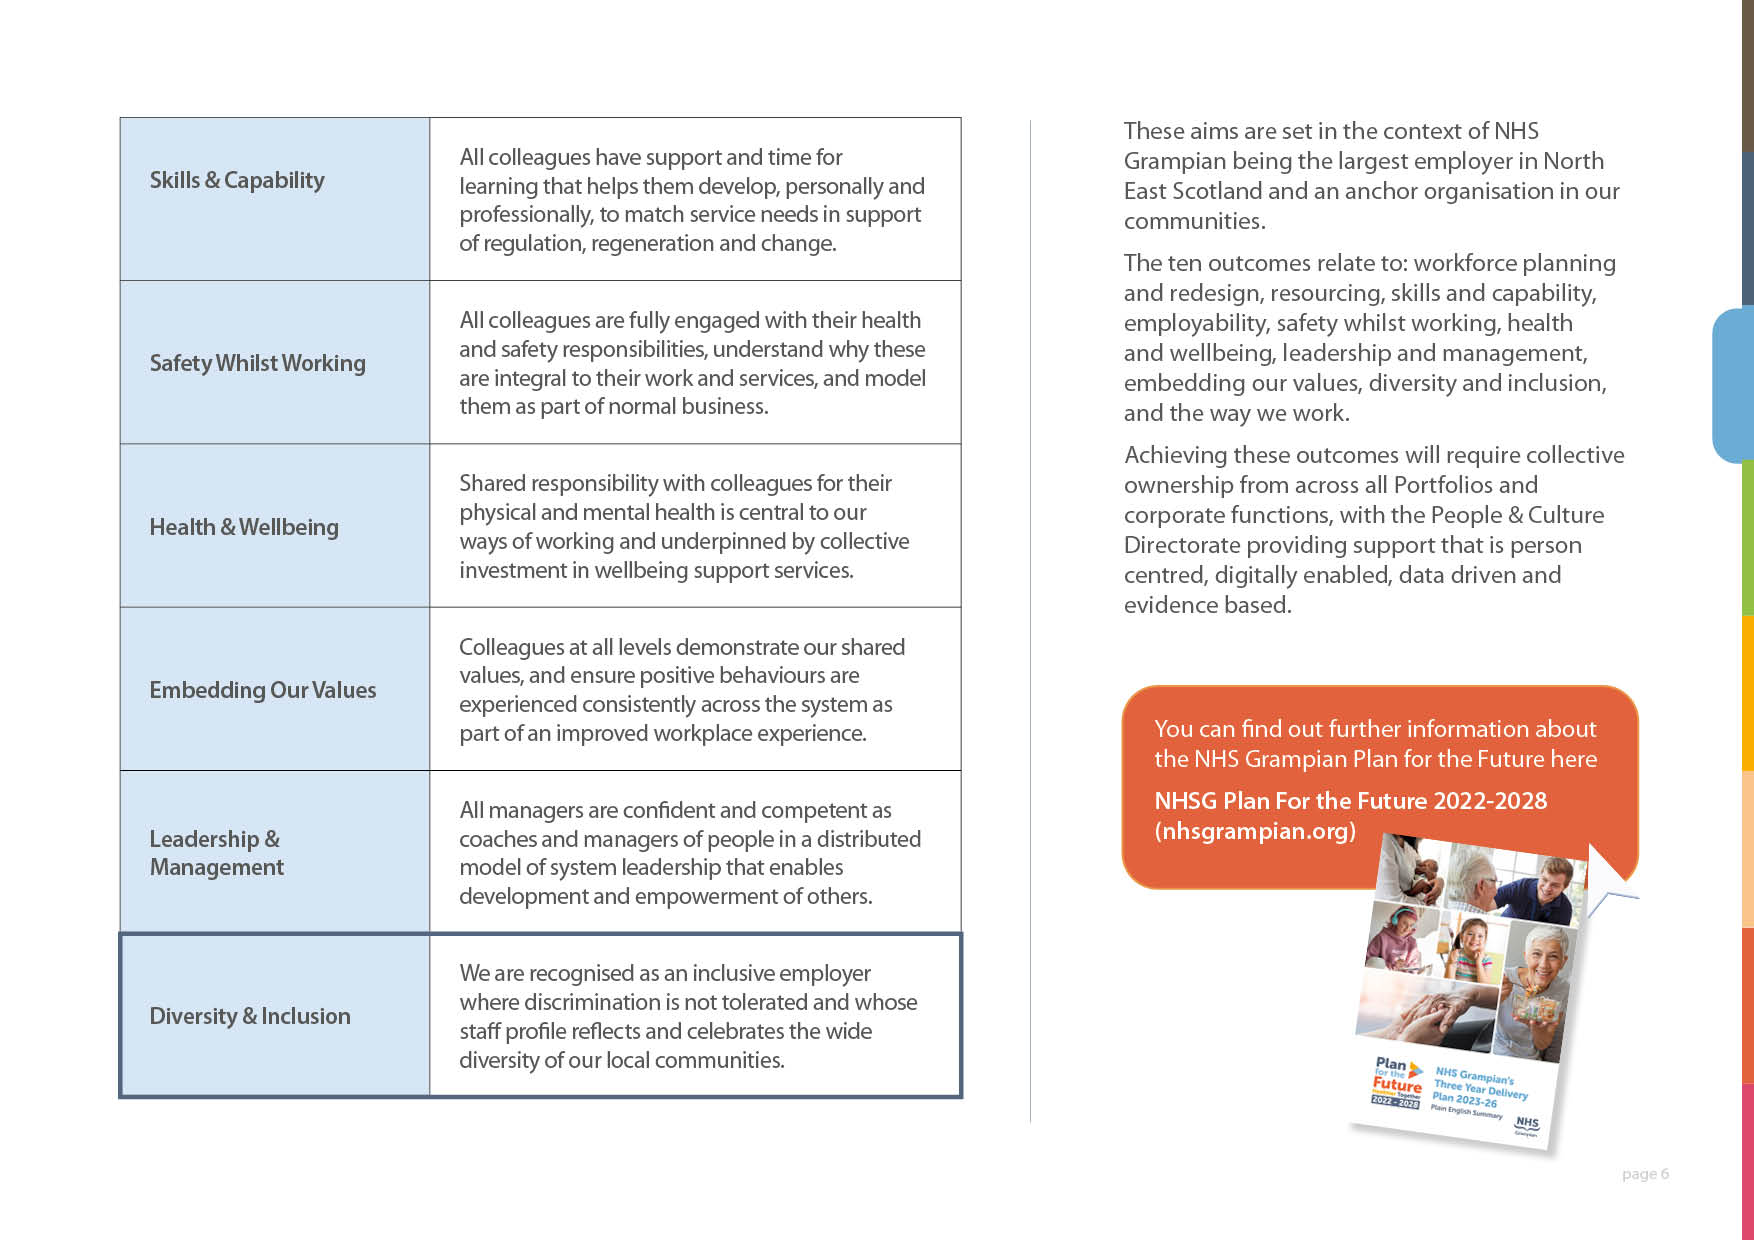 Skills & Capability
All colleagues have support and time for
learning that helps them develop, personally and
professionally, to match service needs in support
of regulation, regeneration and change.
Safety Whilst Working
All colleagues are fully engaged with their health
and safety responsibilities, understand why these
are integral to their work and services, and model
them as part of normal business.
Health & Wellbeing
Shared responsibility with colleagues for their
physical and mental health is central to our
ways of working and underpinned by collective
investment in wellbeing support services.
Embedding Our Values
Colleagues at all levels demonstrate our shared
values, and ensure positive behaviours are
experienced consistently across the system as
part of an improved workplace experience.
Leadership &
Management
All managers are confident and competent as
coaches and managers of people in a distributed
model of system leadership that enables
development and empowerment of others.
Diversity & Inclusion
We are recognised as an inclusive employer
where discrimination is not tolerated and whose
staff profile reflects and celebrates the wide
diversity of our local communities.
These aims are set in the context of NHS
Grampian being the largest employer in North
East Scotland and an anchor organisation in our
communities.
The ten outcomes relate to: workforce planning
and redesign, resourcing, skills and capability,
employability, safety whilst working, health
and wellbeing, leadership and management,
embedding our values, diversity and inclusion,
and the way we work.
Achieving these outcomes will require collective
ownership from across all Portfolios and
corporate functions, with the People & Culture
Directorate providing support that is person
centred, digitally enabled, data driven and
evidence based.
You can find out further information about
the NHS Grampian Plan for the Future here
NHSG Plan For the Future 2022-2028
(nhsgrampian.org)
Plan
for the
Future
Healthier Together
2022 - 2028
NHS Grampian's
Three Year Delivery
Plan 2023-26
Plain English Summary
NHS
Grampian
page 6